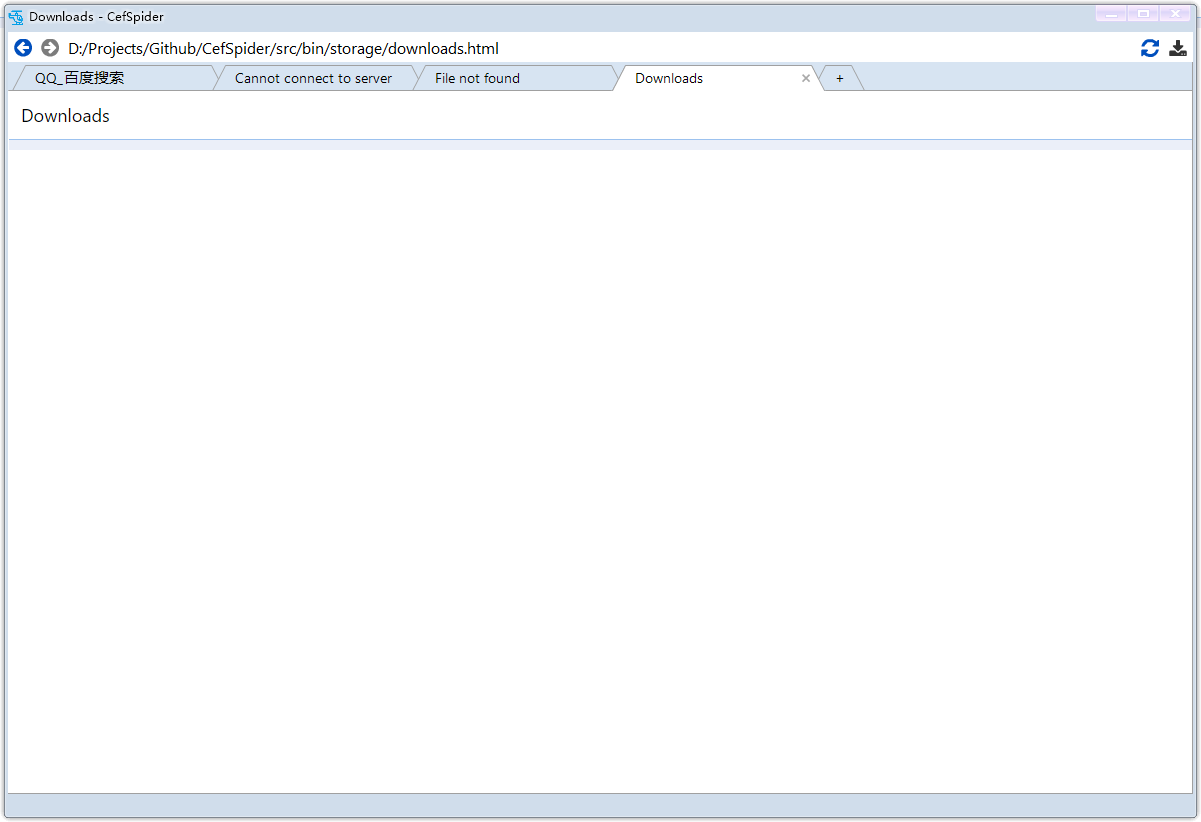 Downloads - CefSpider
D:/Projects/Github/CefSpider/src/bin/storage/downloads.html
QQ_百度搜索 Cannot connect to server File not found Downloads × +
Downloads